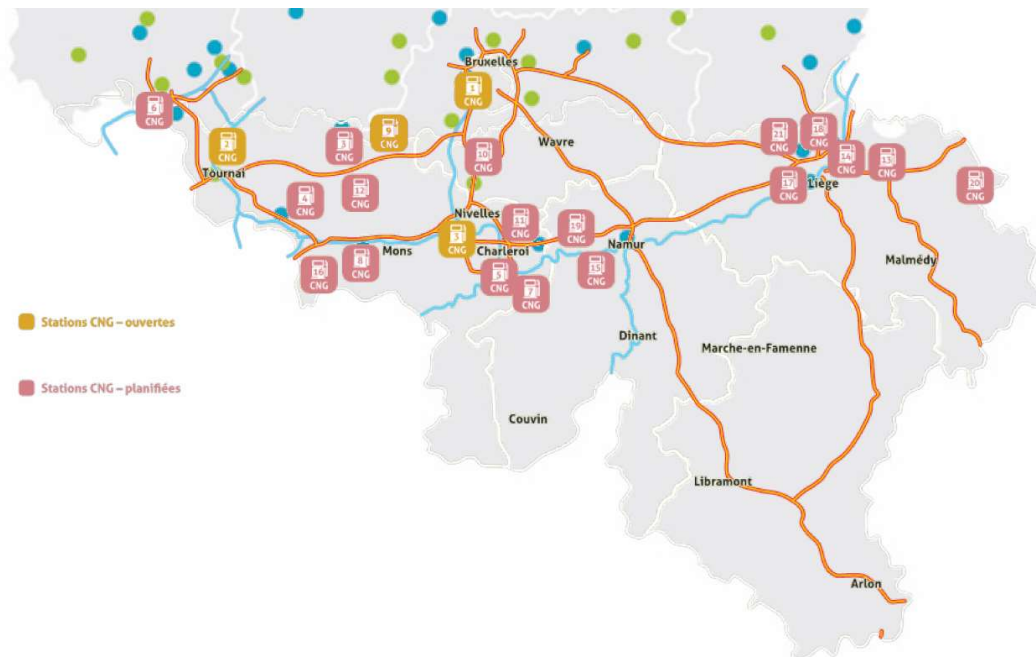 Bruxelles
1
CNG
6
CNG
2
CNG
Tournai
3
CNG
9
CNG
10
CNG
Wavre
21
CNG
18
CNG
14
CNG
13
CNG
17
CNG
Liège
20
CNG
4
CNG
12
CNG
Nivelles
11
CNG
19
CNG
3
CNG
Charleroi
Namur
Mons
8
CNG
16
CNG
5
CNG
7
CNG
15
CNG
Malmédy
Stations CNG – ouvertes
Dinant
Marche-en-Famenne
Stations CNG – planifiées
Couvin
Libramont
Arlon